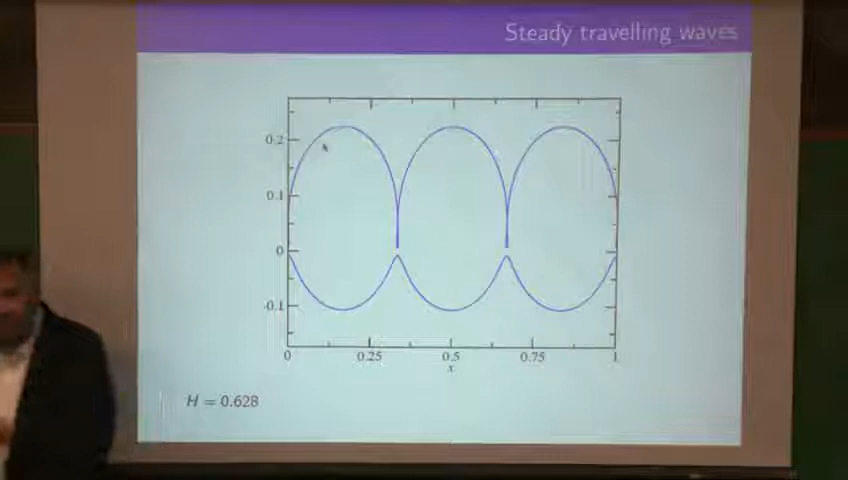 Steady travelling waves
0.2
0.1
0
0.1
0 0.25 0.5 0.75 1
x
H = 0.628